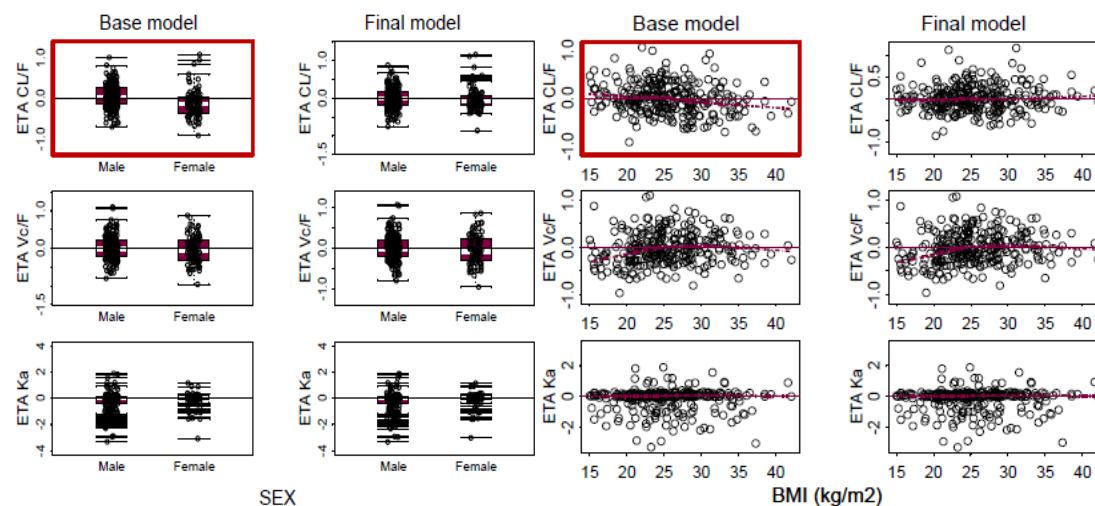 Base model
Final model
Base model
Final model
ETA CL/F
1.0
0.0
-1.0
Male Female
ETA CL/F
1.0
0.0
-1.5
Male Female
ETA CL/F
1.0
0.0
-1.0
15 20 25 30 35 40
ETA CL/F
0.5
0.0
-1.0
15 20 25 30 35 40
ETA Vc/F
1.0
0.0
-1.5
Male Female
ETA Vc/F
1.0
0.0
-1.0
Male Female
ETA Vc/F
1.0
0.0
-1.0
15 20 25 30 35 40
ETA Vc/F
1.0
0.0
-1.0
15 20 25 30 35 40
ETA Ka
4
2
0
-2
-4
Male Female
ETA Ka
4
2
0
-2
-4
Male Female
ETA Ka
2
0
-2
15 20 25 30 35 40
ETA Ka
2
0
-2
15 20 25 30 35 40
SEX
BMI (kg/m2)